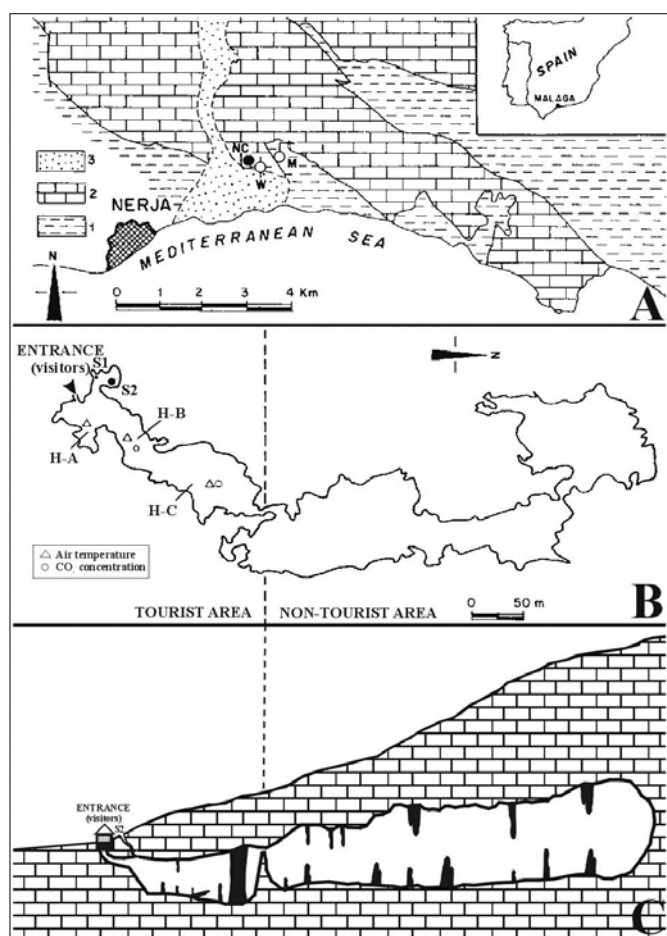 SPAIN
MALAGA
3
2
1
NC
M
W
NERJA
MEDITERRANEAN SEA
N
0 1 2 3 4 Km
A
ENTRANCE
(visitors)
S1
S2
N
H-B
H-A
H-C
Air temperature
CO2 concentration
0 50 m
B
TOURIST AREA
NON-TOURIST AREA
ENTRANCE
(visitors)
S2
C